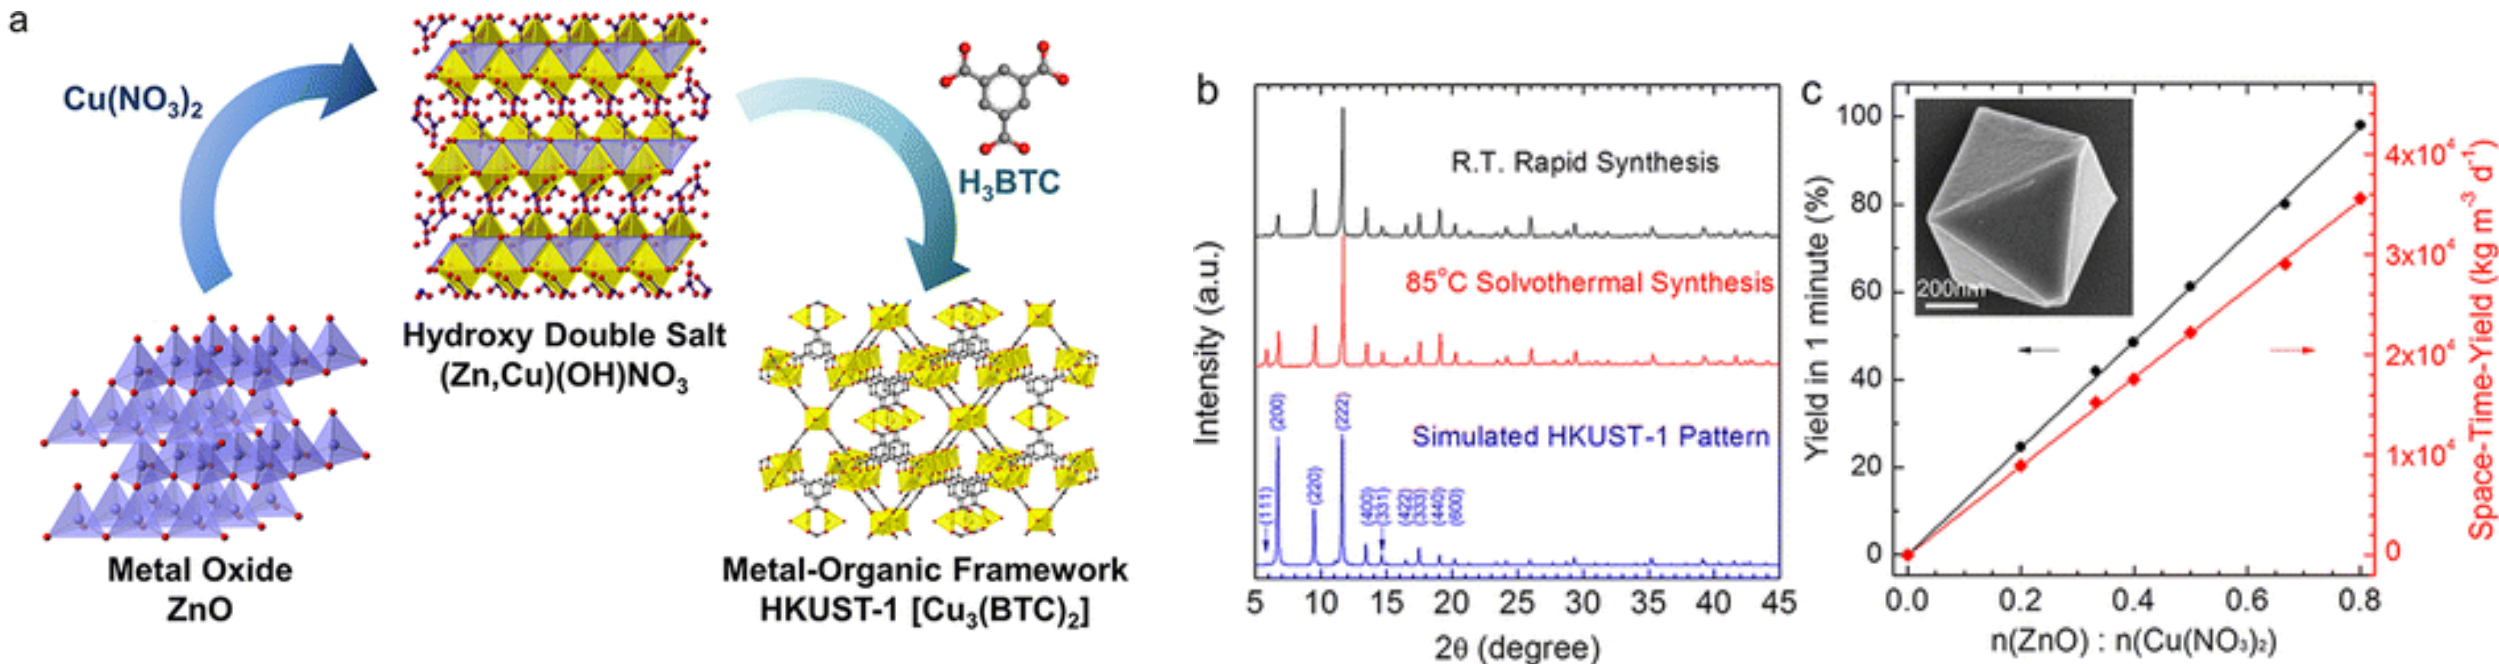 a
Cu(NO₃)₂
H₃BTC
Hydroxy Double Salt
(Zn,Cu)(OH)NO₃
Metal Oxide
ZnO
Metal-Organic Framework
HKUST-1 [Cu₃(BTC)₂]
b
Intensity (a.u.)
R.T. Rapid Synthesis
85°C Solvothermal Synthesis
Simulated HKUST-1 Pattern
(111)
(200)
(220)
(222)
(400)
(331)
(422)
(333)
(440)
(600)
5 10 15 20 25 30 35 40 45
2θ (degree)
c
Yield in 1 minute (%)
100
80
60
40
20
0
200nm
4x10⁴
3x10⁴
2x10⁴
1x10⁴
0
Space-Time-Yield (kg m⁻³ d⁻¹)
0.0 0.2 0.4 0.6 0.8
n(ZnO) : n(Cu(NO₃)₂)